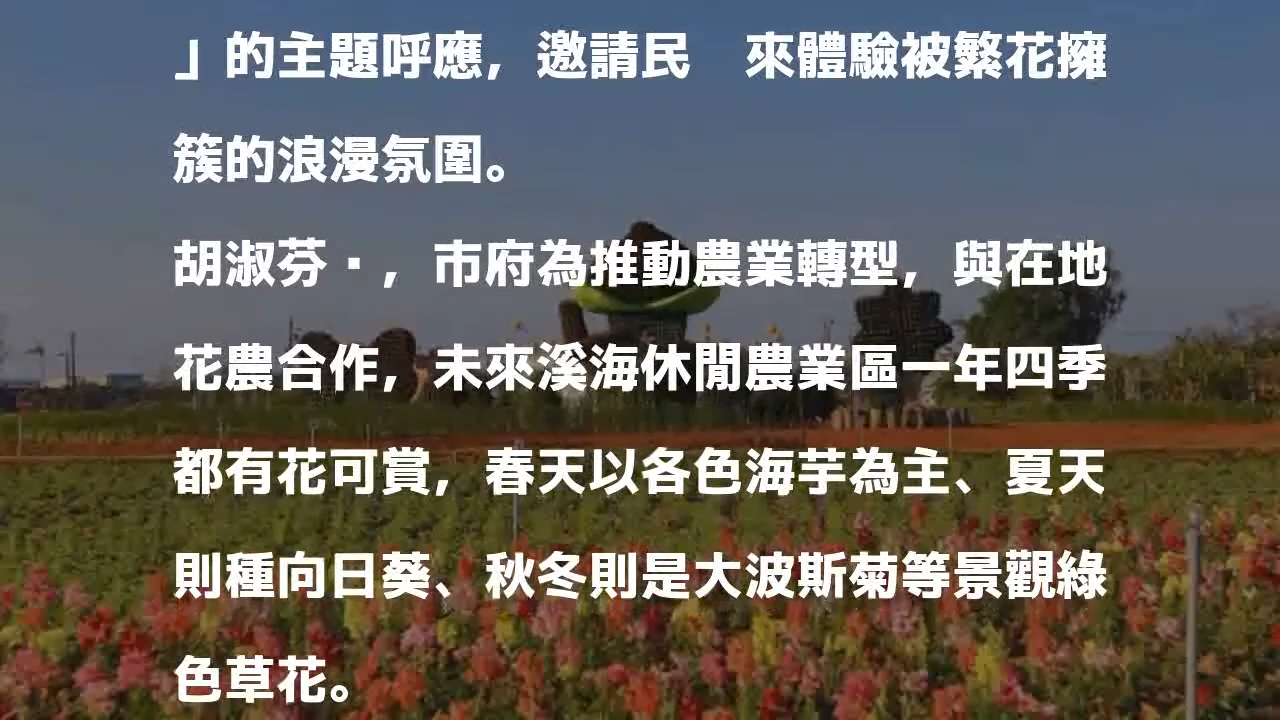 」的主題呼應，邀請民　來體驗被繁花擁
簇的浪漫氛圍。
胡淑芬▪，市府為推動農業轉型，與在地
花農合作，未來溪海休閒農業區一年四季
都有花可賞，春天以各色海芋為主、夏天
則種向日葵、秋冬則是大波斯菊等景觀綠
色草花。